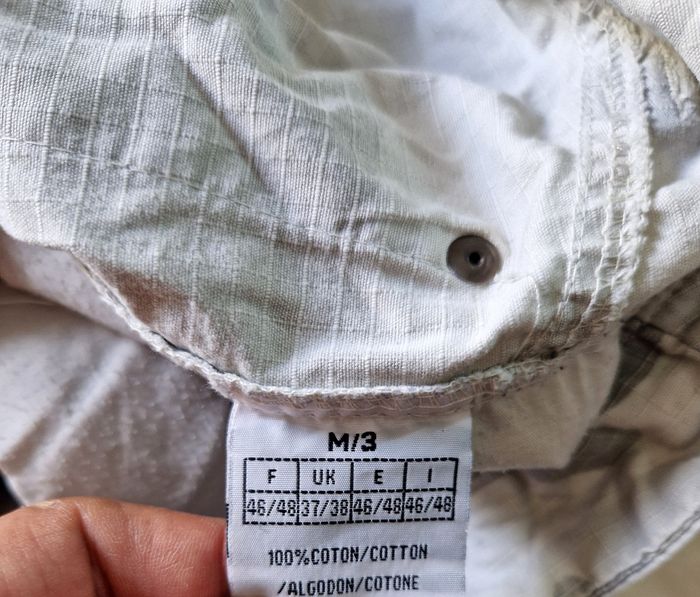 M/3
F UK E I
46/48 37/38 46/48 46/48
100%COTON/COTTON
/ALGODON/COTONE